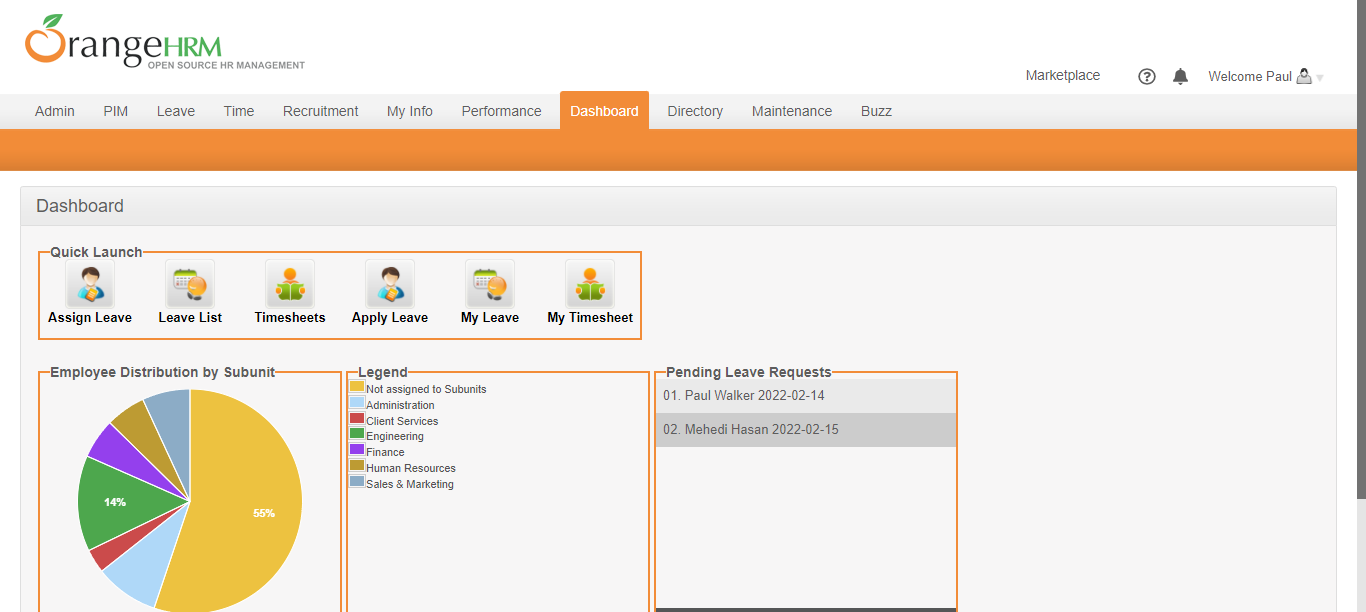 OrangeHRM
OPEN SOURCE HR MANAGEMENT
Marketplace ? Welcome Paul
Admin PIM Leave Time Recruitment My Info Performance Dashboard Directory Maintenance Buzz
Dashboard
Quick Launch
Assign Leave Leave List Timesheets Apply Leave My Leave My Timesheet
Employee Distribution by Subunit
14%
55%
Legend
Not assigned to Subunits
Administration
Client Services
Engineering
Finance
Human Resources
Sales & Marketing
Pending Leave Requests
01. Paul Walker 2022-02-14
02. Mehedi Hasan 2022-02-15